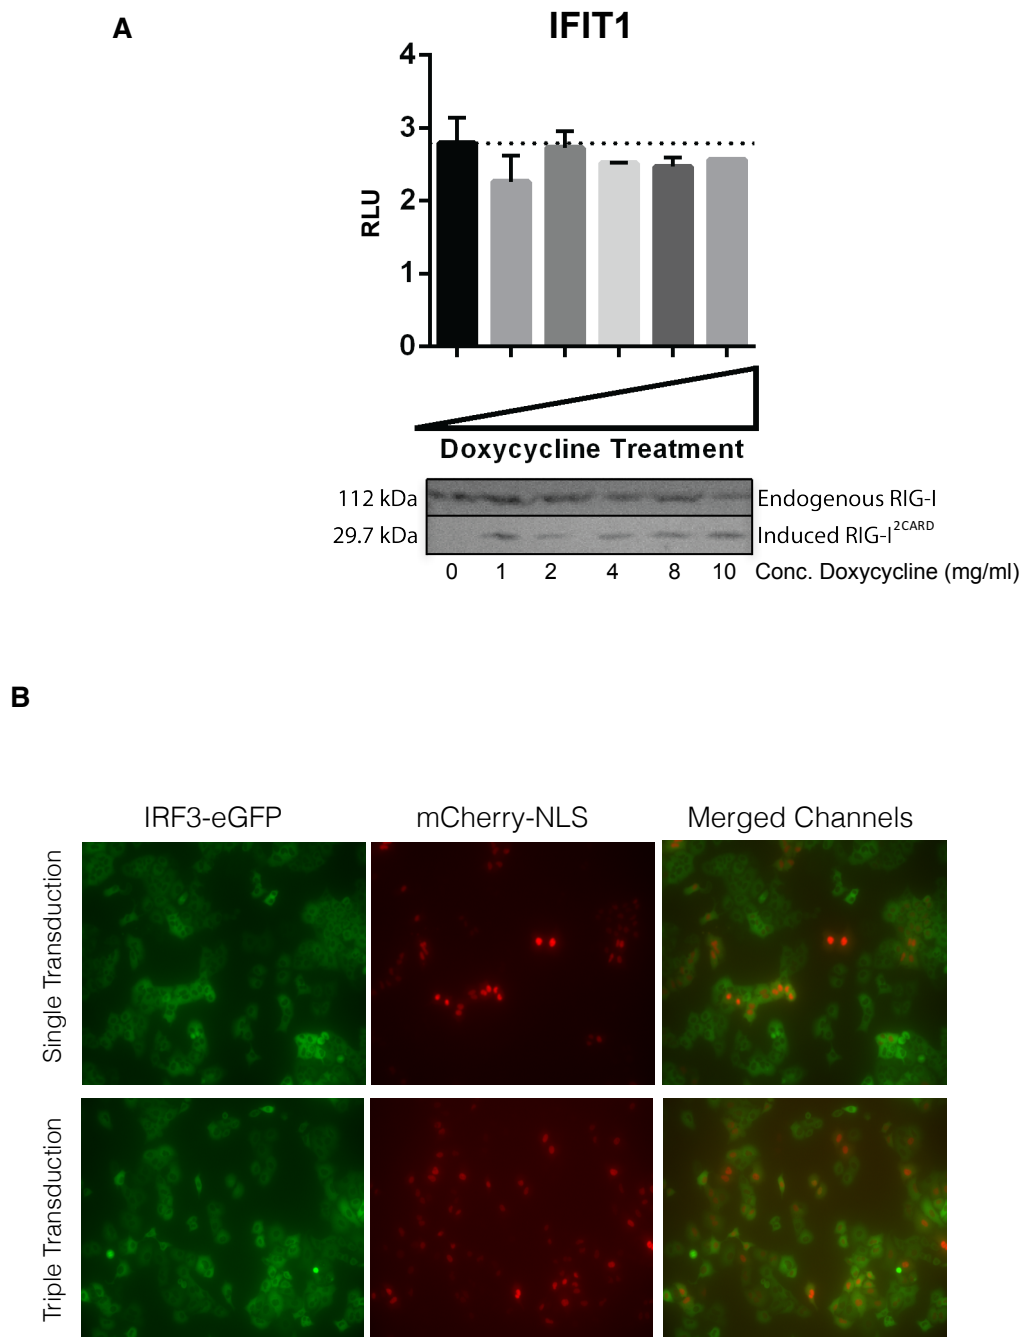 A
IFIT1
4
3
2
1
0
RLU
Doxycycline Treatment
112 kDa Endogenous RIG-I
29.7 kDa Induced RIG-I2CARD
0 1 2 4 8 10 Conc. Doxycycline (mg/ml)
B
IRF3-eGFP mCherry-NLS Merged Channels
Single Transduction
Triple Transduction